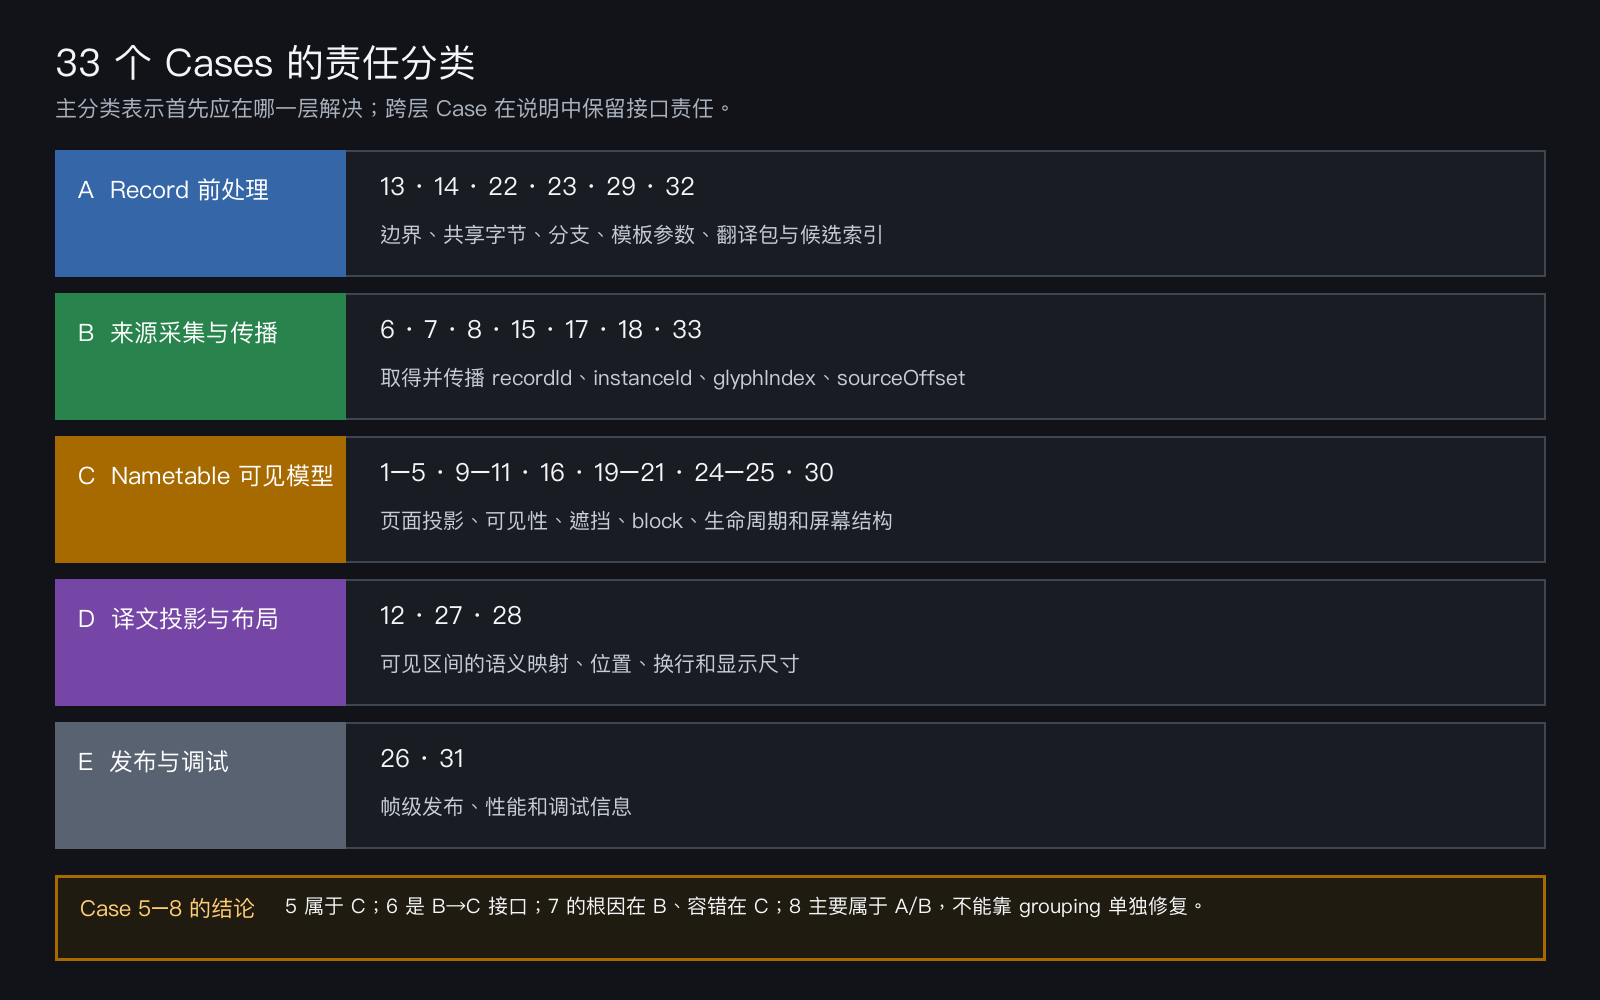 33 个 Cases 的责任分类
主分类表示首先应在哪一层解决；跨层 Case 在说明中保留接口责任。
A Record 前处理
13 · 14 · 22 · 23 · 29 · 32
边界、共享字节、分支、模板参数、翻译包与候选索引
B 来源采集与传播
6 · 7 · 8 · 15 · 17 · 18 · 33
取得并传播 recordId、instanceId、glyphIndex、sourceOffset
C Nametable 可见模型
1—5 · 9—11 · 16 · 19—21 · 24—25 · 30
页面投影、可见性、遮挡、block、生命周期和屏幕结构
D 译文投影与布局
12 · 27 · 28
可见区间的语义映射、位置、换行和显示尺寸
E 发布与调试
26 · 31
帧级发布、性能和调试信息
Case 5—8 的结论 5 属于 C；6 是 B→C 接口；7 的根因在 B、容错在 C；8 主要属于 A/B，不能靠 grouping 单独修复。